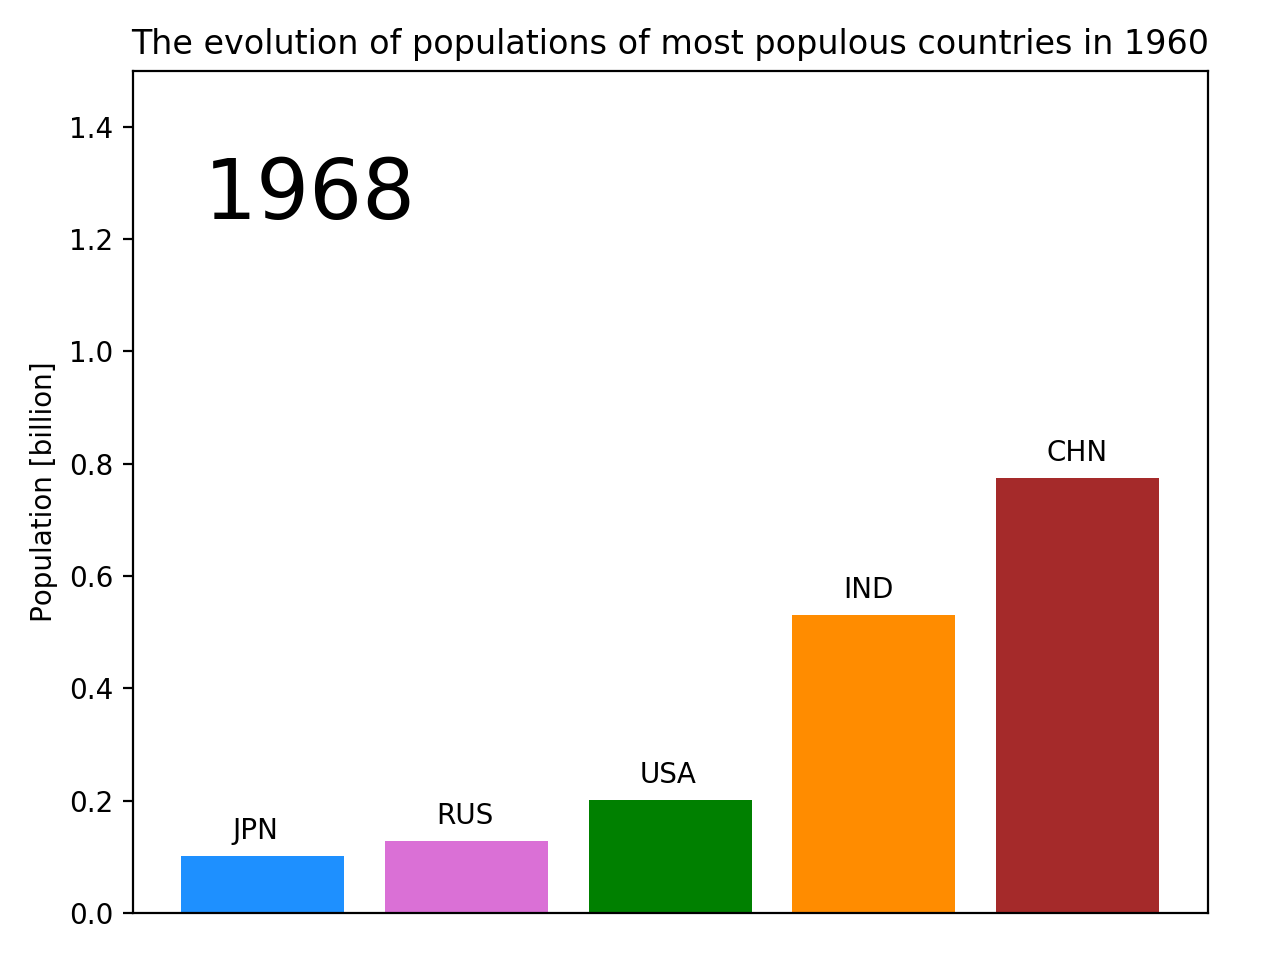 The evolution of populations of most populous countries in 1960
1968
Population [billion]
1.4
1.2
1.0
0.8
0.6
0.4
0.2
0.0
JPN
RUS
USA
IND
CHN